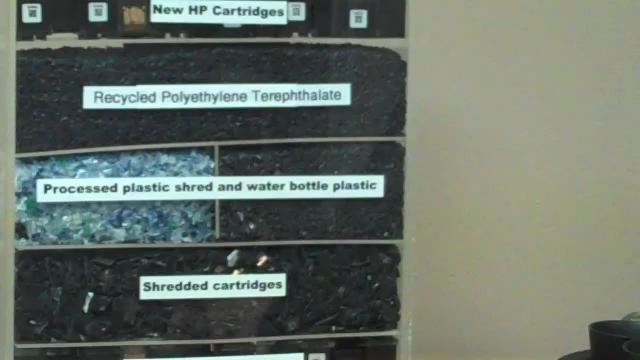 New HP Cartridges
Recycled Polyethylene Terephthalate
Processed plastic shred and water bottle plastic
Shredded cartridges